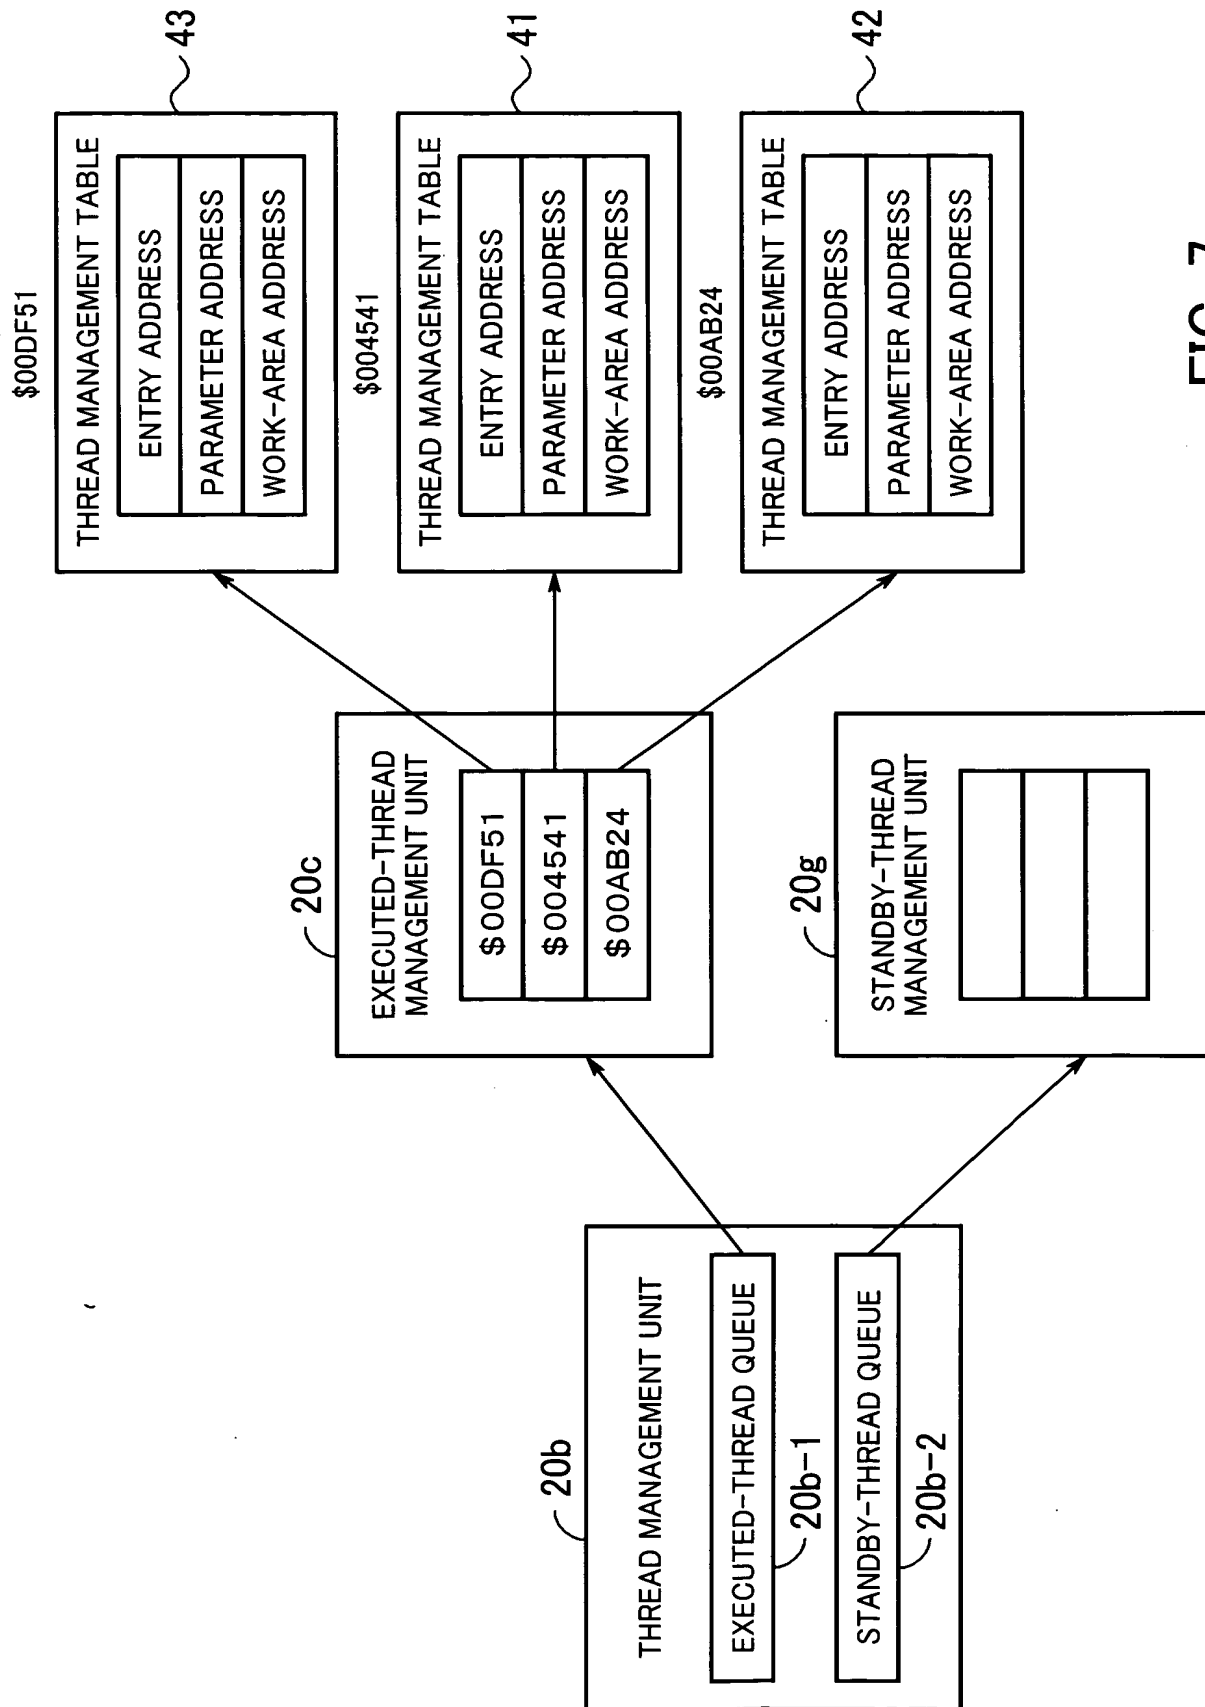 20b
THREAD MANAGEMENT UNIT
EXECUTED-THREAD QUEUE
20b-1
STANDBY-THREAD QUEUE
20b-2
20c
EXECUTED-THREAD
MANAGEMENT UNIT
$00DF51
$004541
$00AB24
20g
STANDBY-THREAD
MANAGEMENT UNIT
$00DF51
THREAD MANAGEMENT TABLE
ENTRY ADDRESS
PARAMETER ADDRESS
WORK-AREA ADDRESS
43
$004541
THREAD MANAGEMENT TABLE
ENTRY ADDRESS
PARAMETER ADDRESS
WORK-AREA ADDRESS
41
$00AB24
THREAD MANAGEMENT TABLE
ENTRY ADDRESS
PARAMETER ADDRESS
WORK-AREA ADDRESS
42
FIG. 7